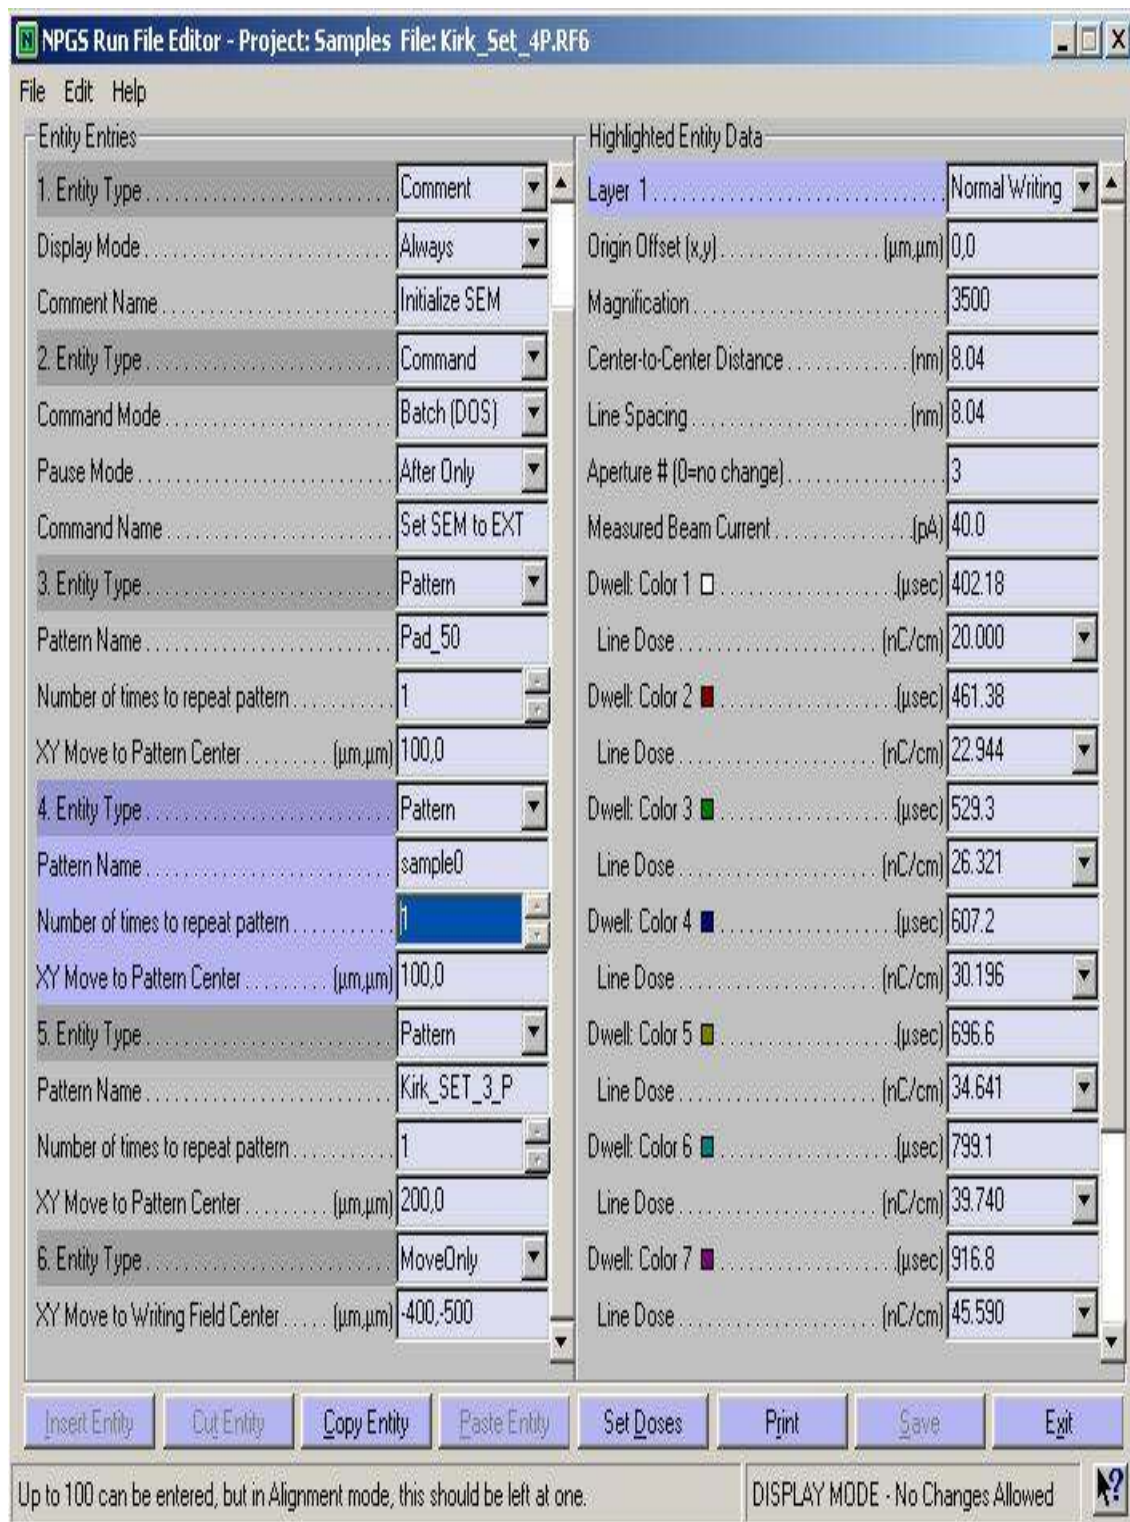 NPGS Run File Editor - Project: Samples File: Kirk_Set_4P.RF6
File Edit Help
Entity Entries
1. Entity Type Comment
Display Mode Always
Comment Name Initialize SEM
2. Entity Type Command
Command Mode Batch (DOS)
Pause Mode After Only
Command Name Set SEM to EXT
3. Entity Type Pattern
Pattern Name Pad_50
Number of times to repeat pattern 1
XY Move to Pattern Center (µm,µm) 100,0
4. Entity Type Pattern
Pattern Name sample0
Number of times to repeat pattern 1
XY Move to Pattern Center (µm,µm) 100,0
5. Entity Type Pattern
Pattern Name Kirk_SET_3_P
Number of times to repeat pattern 1
XY Move to Pattern Center (µm,µm) 200,0
6. Entity Type MoveOnly
XY Move to Writing Field Center (µm,µm) -400,-500
Highlighted Entity Data
Layer 1 Normal Writing
Origin Offset (x,y) (µm,µm) 0,0
Magnification 3500
Center-to-Center Distance (nm) 8.04
Line Spacing (nm) 8.04
Aperture # (0=no change) 3
Measured Beam Current (pA) 40.0
Dwell: Color 1 (µsec) 402.18
Line Dose (nC/cm) 20.000
Dwell: Color 2 (µsec) 461.38
Line Dose (nC/cm) 22.944
Dwell: Color 3 (µsec) 529.3
Line Dose (nC/cm) 26.321
Dwell: Color 4 (µsec) 607.2
Line Dose (nC/cm) 30.196
Dwell: Color 5 (µsec) 696.6
Line Dose (nC/cm) 34.641
Dwell: Color 6 (µsec) 799.1
Line Dose (nC/cm) 39.740
Dwell: Color 7 (µsec) 916.8
Line Dose (nC/cm) 45.590
Insert Entity Cut Entity Copy Entity Paste Entity Set Doses Print Save Exit
Up to 100 can be entered, but in Alignment mode, this should be left at one. DISPLAY MODE - No Changes Allowed